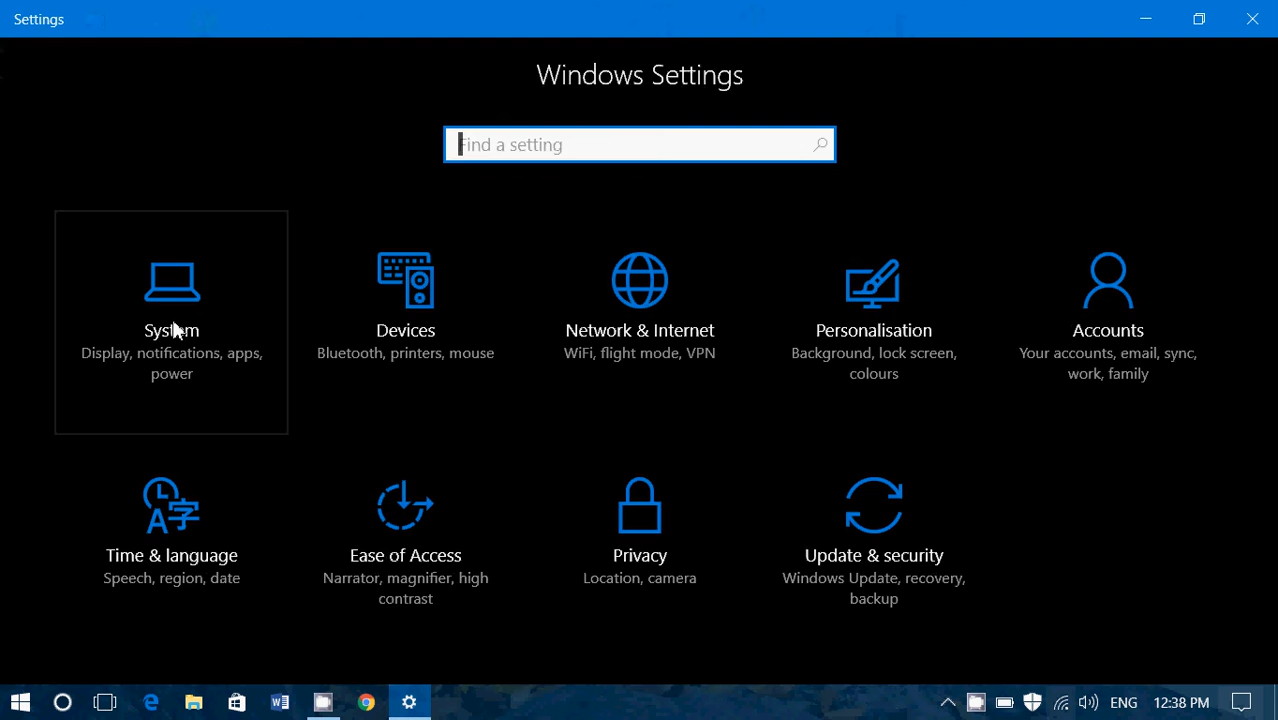 Settings
Windows Settings
Find a setting
System
Display, notifications, apps,
power
Devices
Bluetooth, printers, mouse
Network & Internet
WiFi, flight mode, VPN
Personalisation
Background, lock screen,
colours
Accounts
Your accounts, email, sync,
work, family
Time & language
Speech, region, date
Ease of Access
Narrator, magnifier, high
contrast
Privacy
Location, camera
Update & security
Windows Update, recovery,
backup
ENG 12:38 PM